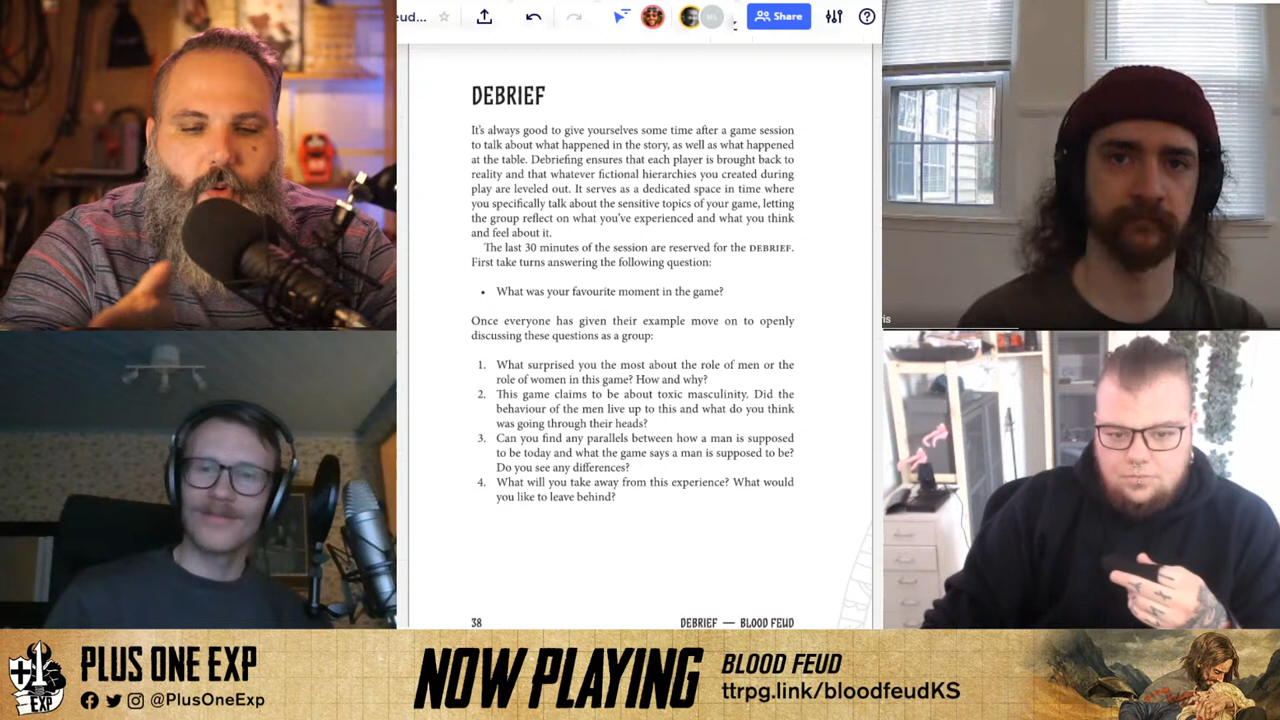 eud...
Share
DEBRIEF
It's always good to give yourselves some time after a game session
to talk about what happened in the story, as well as what happened
at the table. Debriefing ensures that each player is brought back to
reality and that whatever fictional hierarchies you created during
play are leveled out. It serves as a dedicated space in time where
you specifically talk about the sensitive topics of your game, letting
the group reflect on what you've experienced and what you think
and feel about it.
The last 30 minutes of the session are reserved for the DEBRIEF.
First take turns answering the following question:
• What was your favourite moment in the game?
Once everyone has given their example move on to openly
discussing these questions as a group:
1. What surprised you the most about the role of men or the
role of women in this game? How and why?
2. This game claims to be about toxic masculinity. Did the
behaviour of the men live up to this and what do you think
was going through their heads?
3. Can you find any parallels between how a man is supposed
to be today and what the game says a man is supposed to be?
Do you see any differences?
4. What will you take away from this experience? What would
you like to leave behind?
38
DEBRIEF — BLOOD FEUD
ris
EXP
PLUS ONE EXP
@PlusOneExp
NOW PLAYING
BLOOD FEUD
ttrpg.link/bloodfeudKS